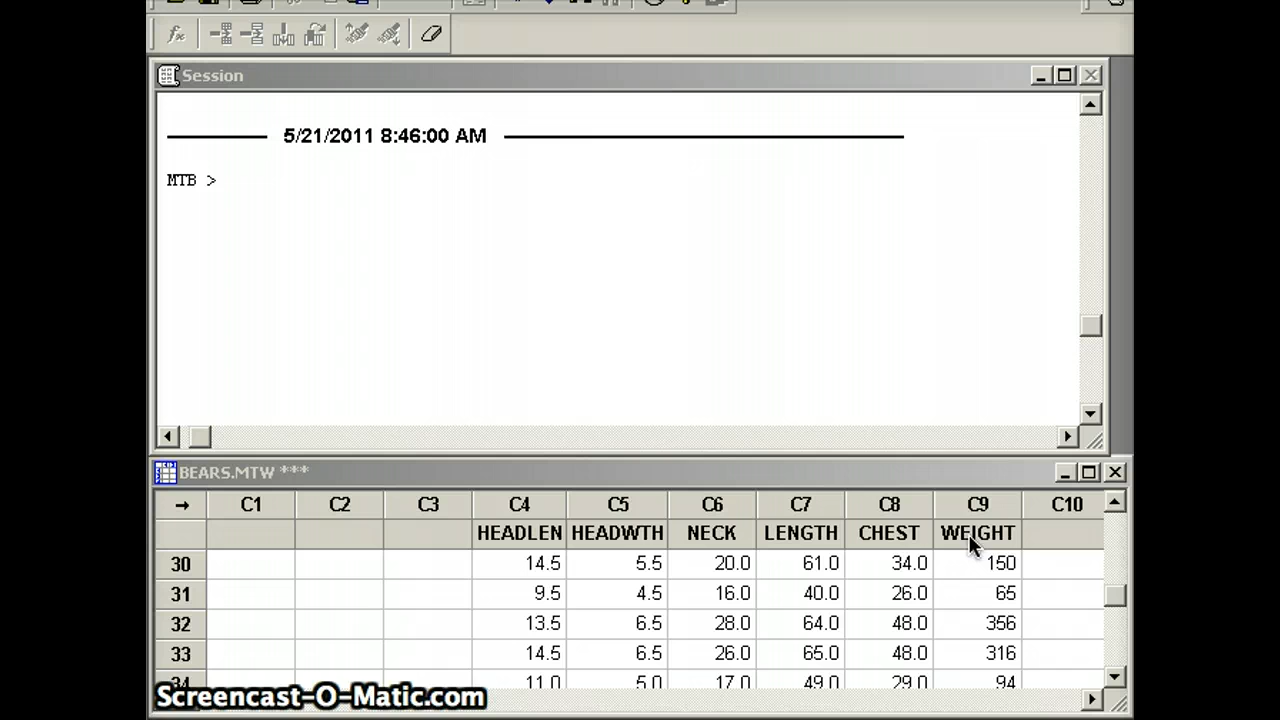 fx
Session
5/21/2011 8:46:00 AM
MTB >
BEARS.MTW ***
→ C1 C2 C3 C4 C5 C6 C7 C8 C9 C10
HEADLEN HEADWTH NECK LENGTH CHEST WEIGHT
30 14.5 5.5 20.0 61.0 34.0 150
31 9.5 4.5 16.0 40.0 26.0 65
32 13.5 6.5 28.0 64.0 48.0 356
33 14.5 6.5 26.0 65.0 48.0 316
34 11.0 5.0 17.0 49.0 29.0 94
Screencast-O-Matic.com